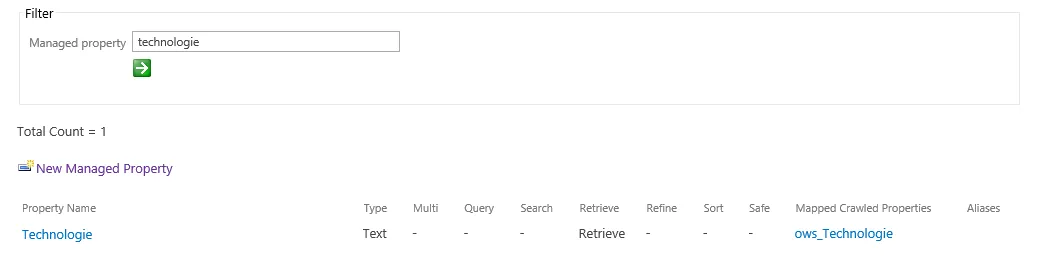 Filter
Managed property technologie
Total Count = 1
New Managed Property
Property Name Type Multi Query Search Retrieve Refine Sort Safe Mapped Crawled Properties Aliases
Technologie Text - - - Retrieve - - - ows_Technologie